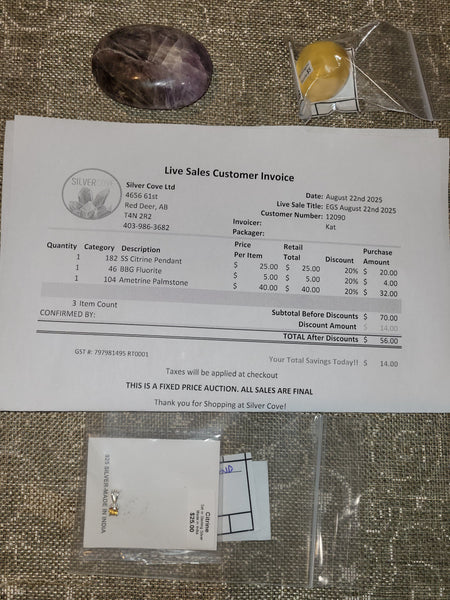 Live Sales Customer Invoice
SILVERCOVE
Silver Cove Ltd
4656 61st
Red Deer, AB
T4N 2R2
403-986-3682
Date: August 22nd 2025
Live Sale Title: EGS August 22nd 2025
Customer Number: 12090
Invoicer: Kat
Packager:
Quantity Category Description Price Per Item Retail Total Discount Purchase Amount
1 182 SS Citrine Pendant $ 25.00 $ 25.00 20% $ 20.00
1 46 BBG Fluorite $ 5.00 $ 5.00 20% $ 4.00
1 104 Ametrine Palmstone $ 40.00 $ 40.00 20% $ 32.00
3 Item Count
Subtotal Before Discounts $ 70.00
CONFIRMED BY:
Discount Amount $ 14.00
TOTAL After Discounts $ 56.00
GST #: 797981495 RT0001
Your Total Savings Today!! $ 14.00
Taxes will be applied at checkout
THIS IS A FIXED PRICE AUCTION. ALL SALES ARE FINAL
Thank you for Shopping at Silver Cove!
925 SILVER-MADE IN INDIA
Citrine
$25.00